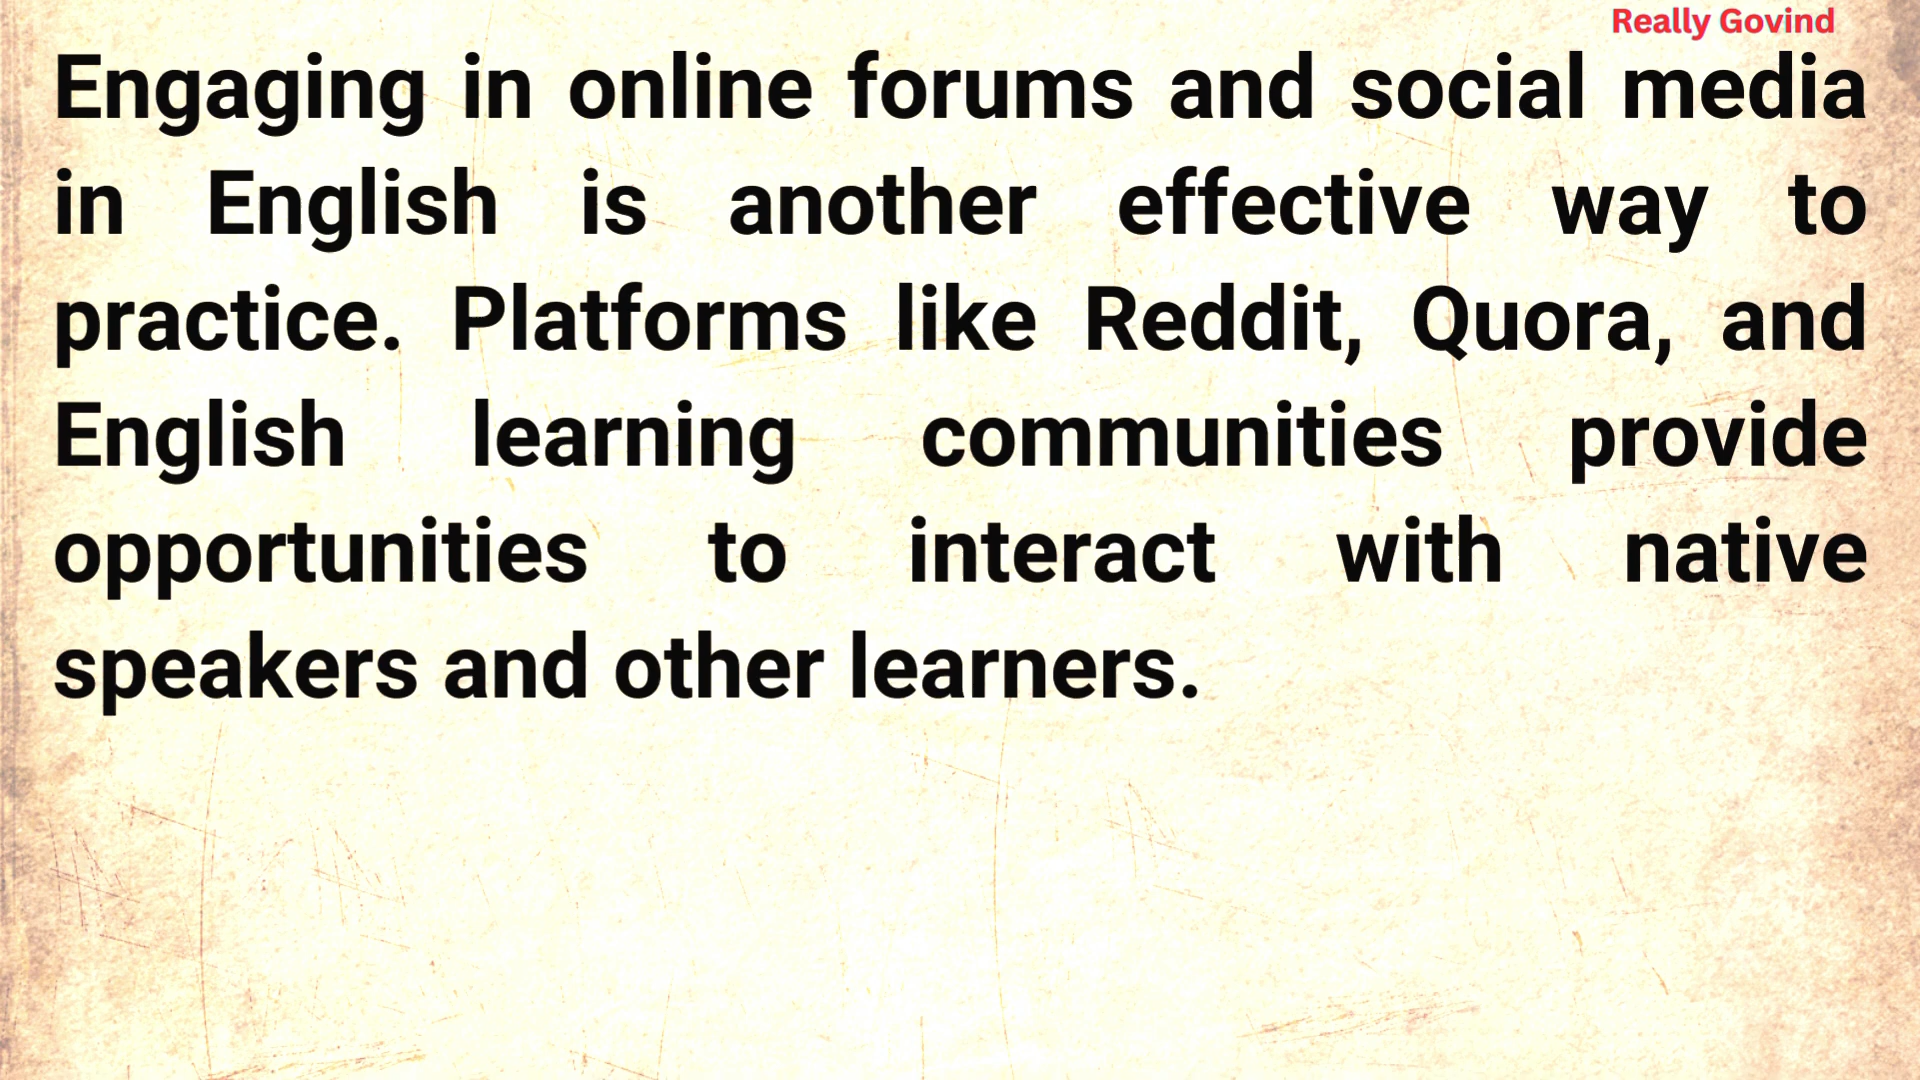 Really Govind
Engaging in online forums and social media
in English is another effective way to
practice. Platforms like Reddit, Quora, and
English learning communities provide
opportunities to interact with native
speakers and other learners.